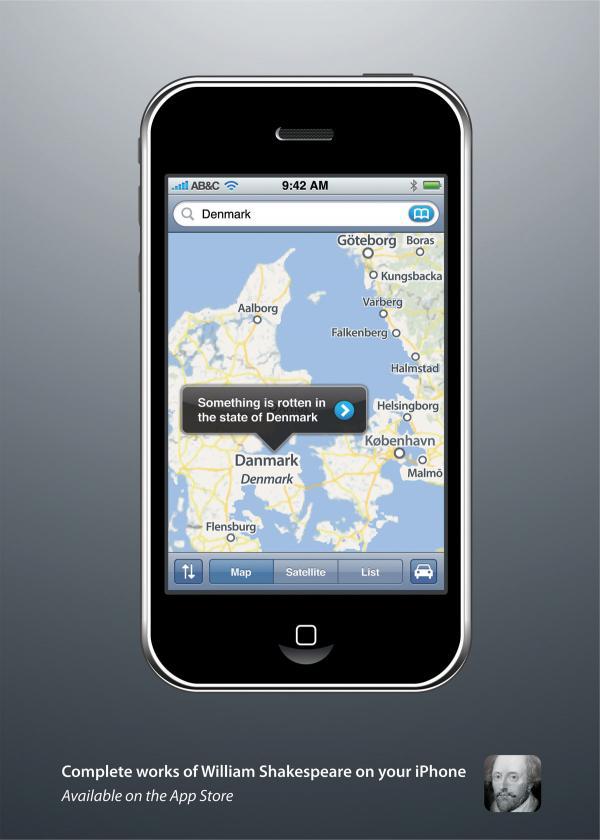 AB&C 9:42 AM
Denmark
Göteborg Boras
Kungsbacka
Varberg
Aalborg
Falkenberg
Halmstad
Something is rotten in
the state of Denmark
Helsingborg
København
Malmö
Danmark
Denmark
Flensburg
Map Satellite List
Complete works of William Shakespeare on your iPhone
Available on the App Store